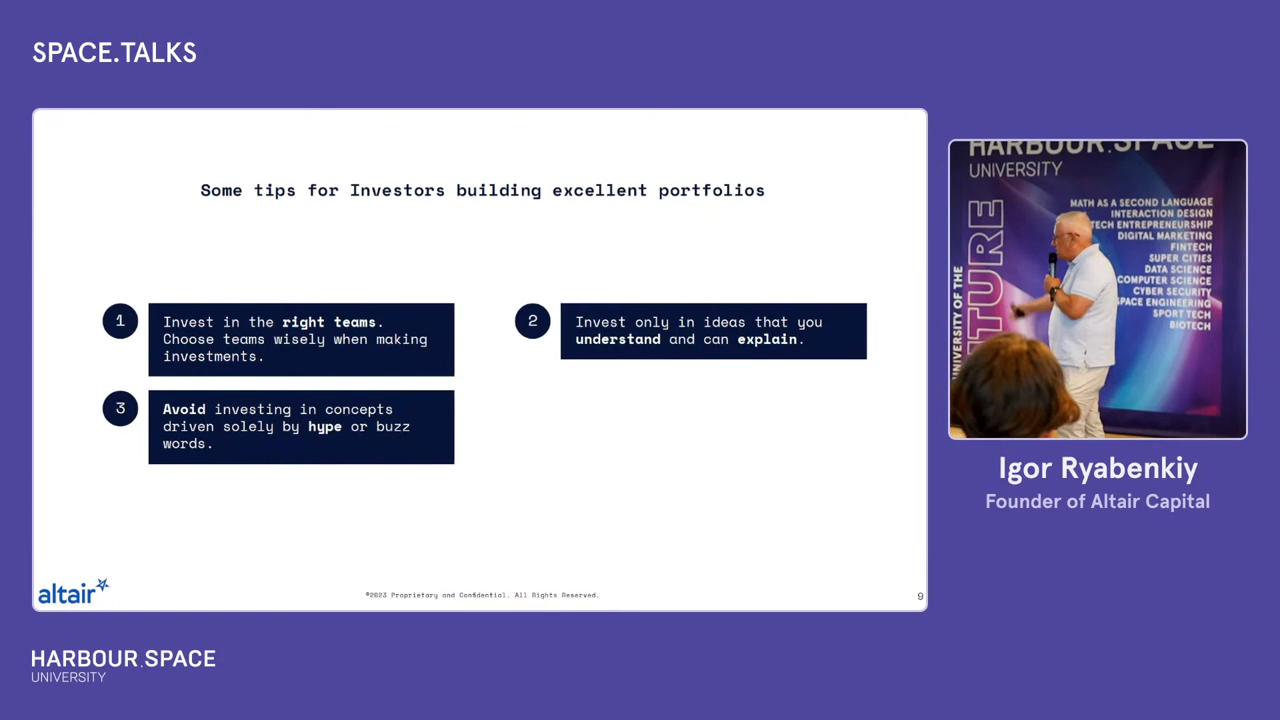 SPACE.TALKS
Some tips for Investors building excellent portfolios
1
Invest in the right teams.
Choose teams wisely when making
investments.
2
Invest only in ideas that you
understand and can explain.
3
Avoid investing in concepts
driven solely by hype or buzz
words.
altair
©2023 Proprietary and Confidential. All Rights Reserved.
9
HARBOUR.SPACE
UNIVERSITY
UNIVERSITY OF THE
FUTURE
MATH AS A SECOND LANGUAGE
INTERACTION DESIGN
TECH ENTREPRENEURSHIP
DIGITAL MARKETING
FINTECH
SUPER CITIES
DATA SCIENCE
COMPUTER SCIENCE
CYBER SECURITY
SPACE ENGINEERING
SPORT TECH
BIOTECH
Igor Ryabenkiy
Founder of Altair Capital
HARBOUR.SPACE
UNIVERSITY